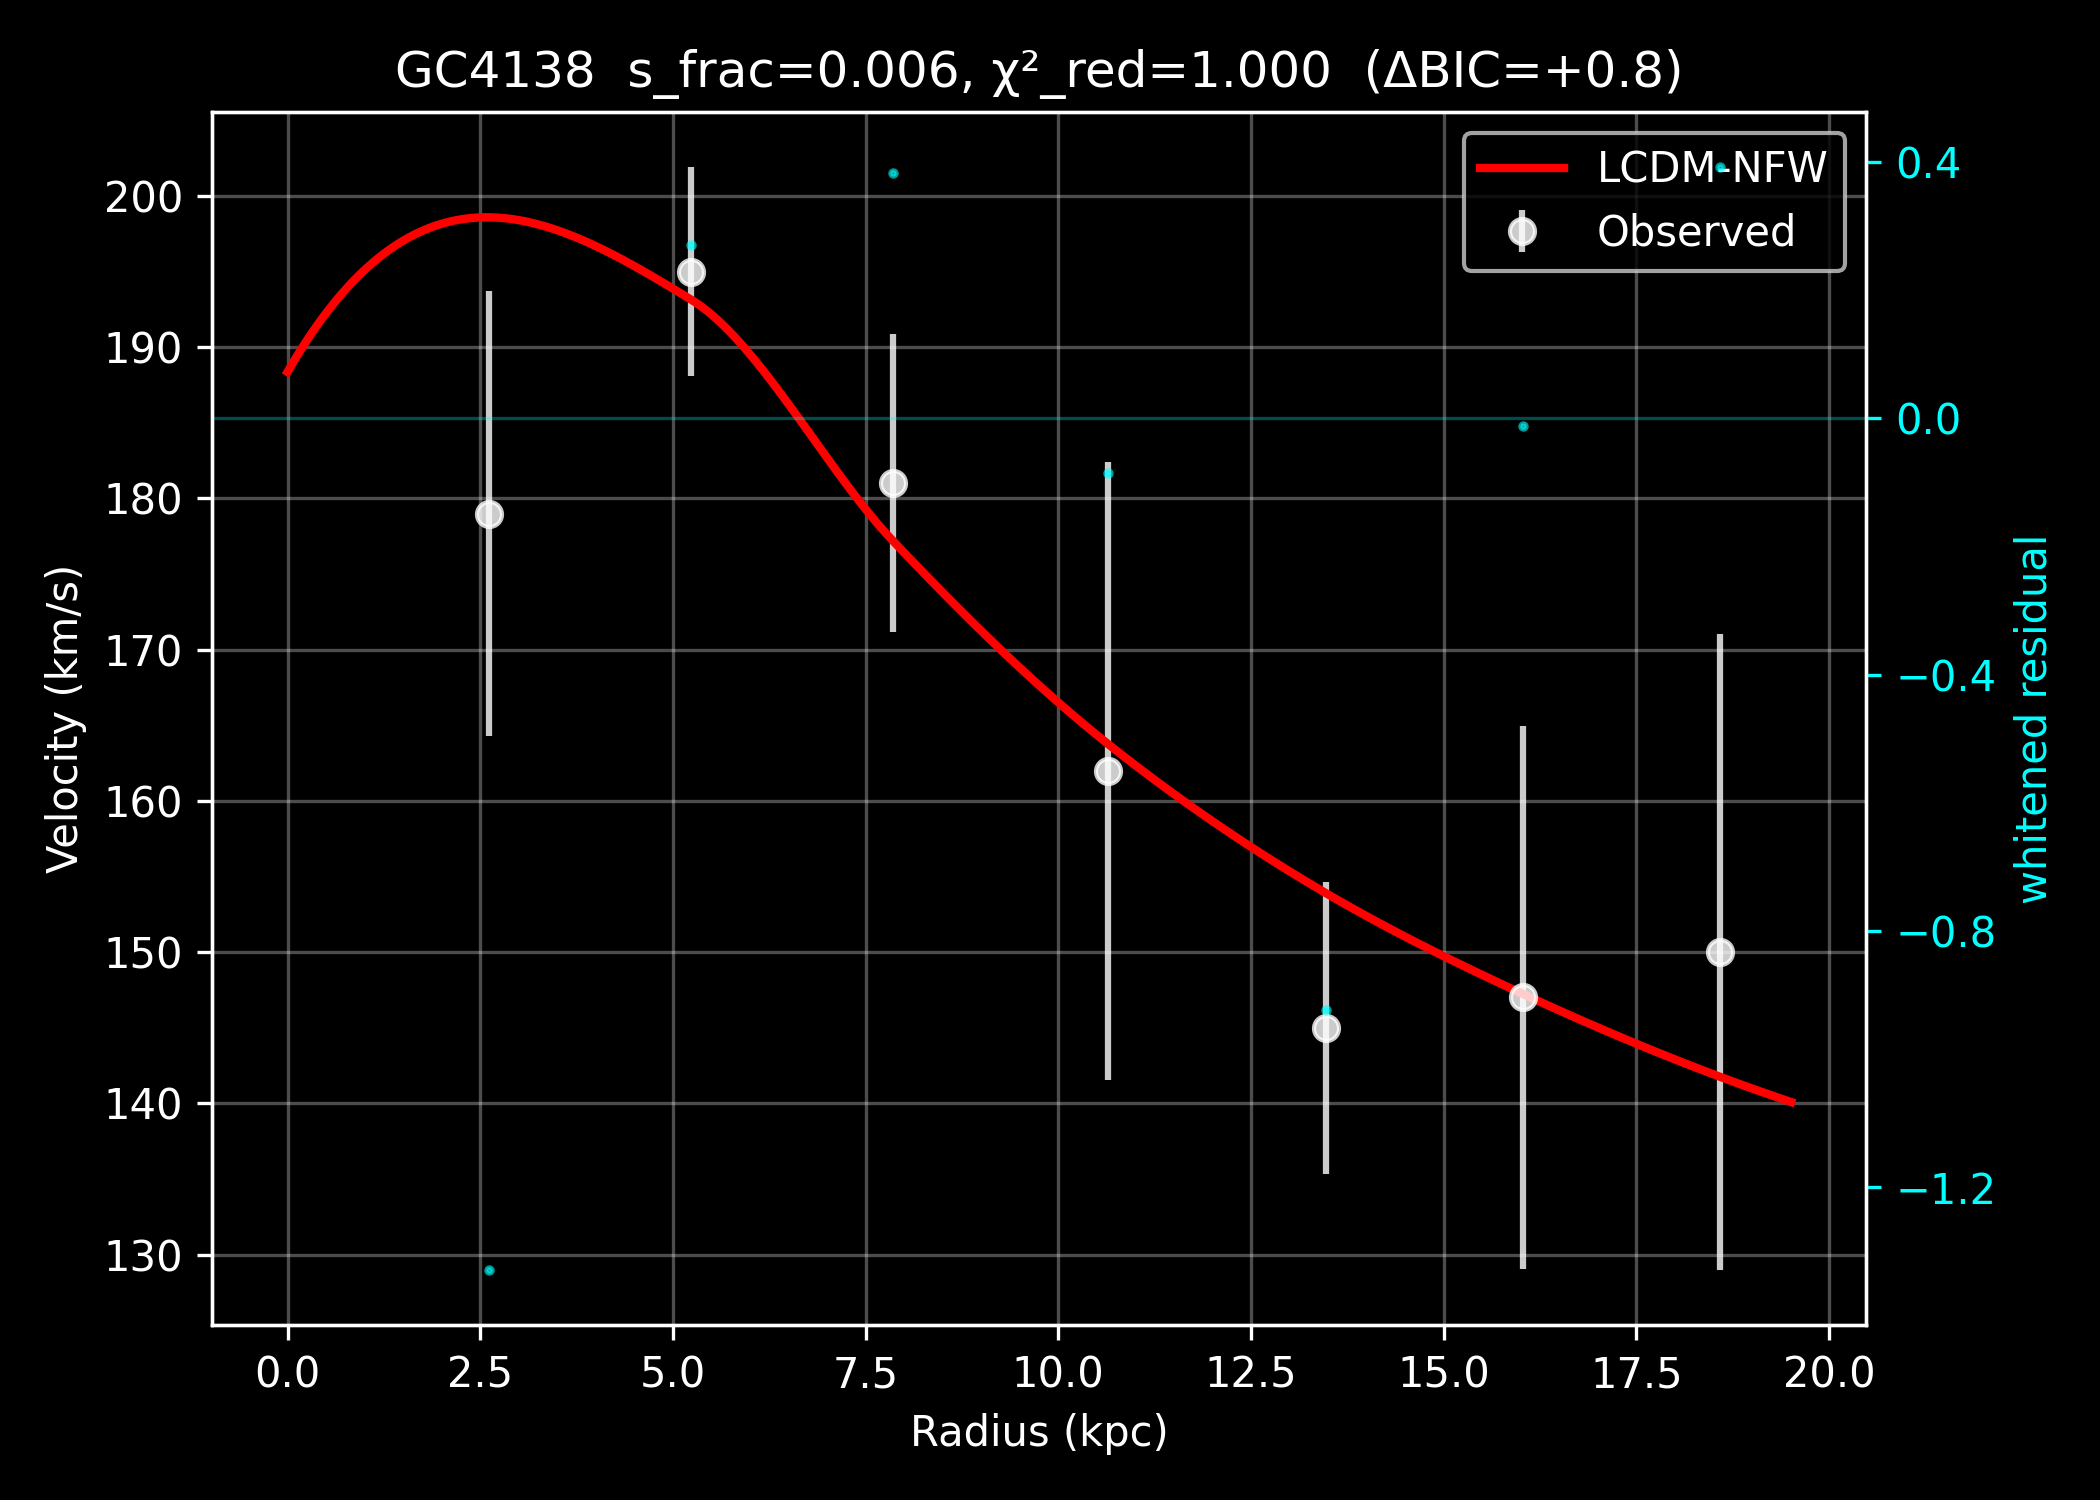 GC4138  s_frac=0.006, χ²_red=1.000  (ΔBIC=+0.8)
LCDM-NFW
Observed
Velocity (km/s)
200
190
180
170
160
150
140
130
0.4
0.0
−0.4
−0.8
−1.2
whitened residual
0.0 2.5 5.0 7.5 10.0 12.5 15.0 17.5 20.0
Radius (kpc)